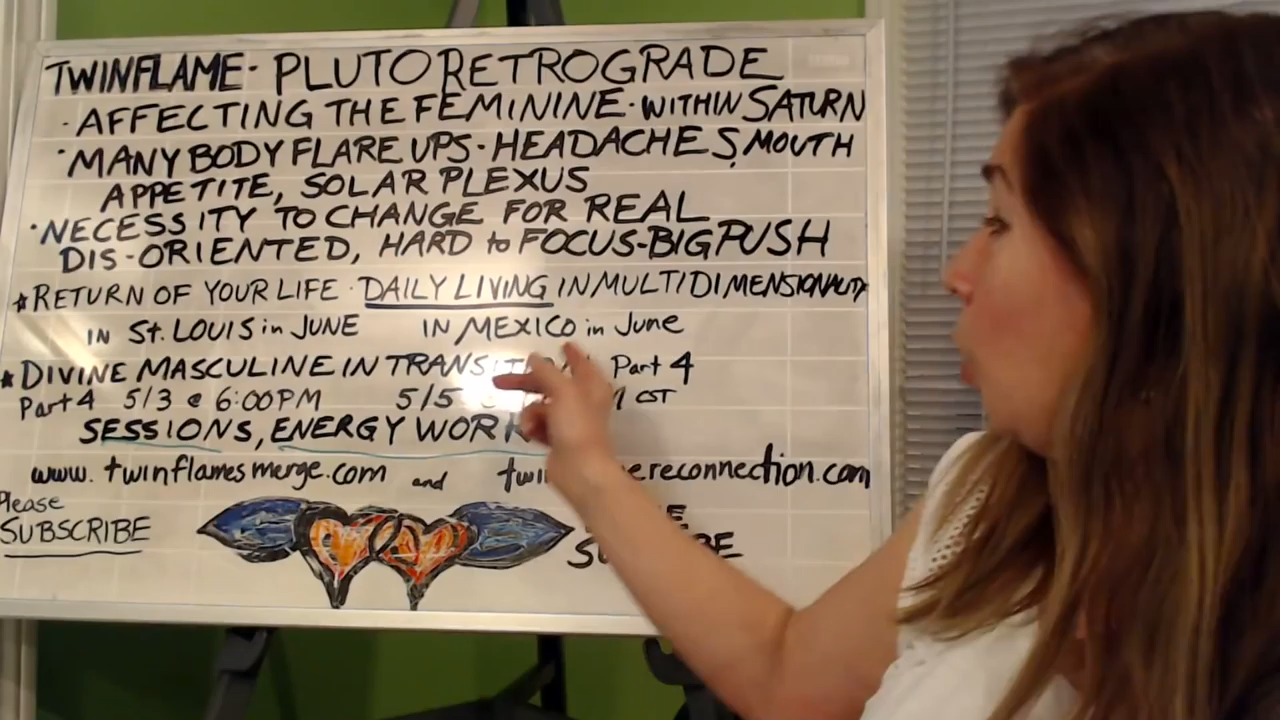 TWINFLAME · PLUTO RETROGRADE
· AFFECTING THE FEMININE · WITHIN SATURN
· MANY BODY FLARE UPS · HEADACHES, MOUTH
APPETITE, SOLAR PLEXUS
· NECESSITY TO CHANGE FOR REAL
DIS-ORIENTED, HARD to FOCUS-BIG PUSH
* RETURN OF YOUR LIFE · DAILY LIVING IN MULTIDIMENSIONALITY
IN St. LOUIS in JUNE IN MEXICO in June
* DIVINE MASCULINE IN Part 4
Part 4 5/3 @ 6:00PM 5/5 CST
SESSIONS, ENERGY WORK
www.twinflamesmerge.com and
Please
SUBSCRIBE